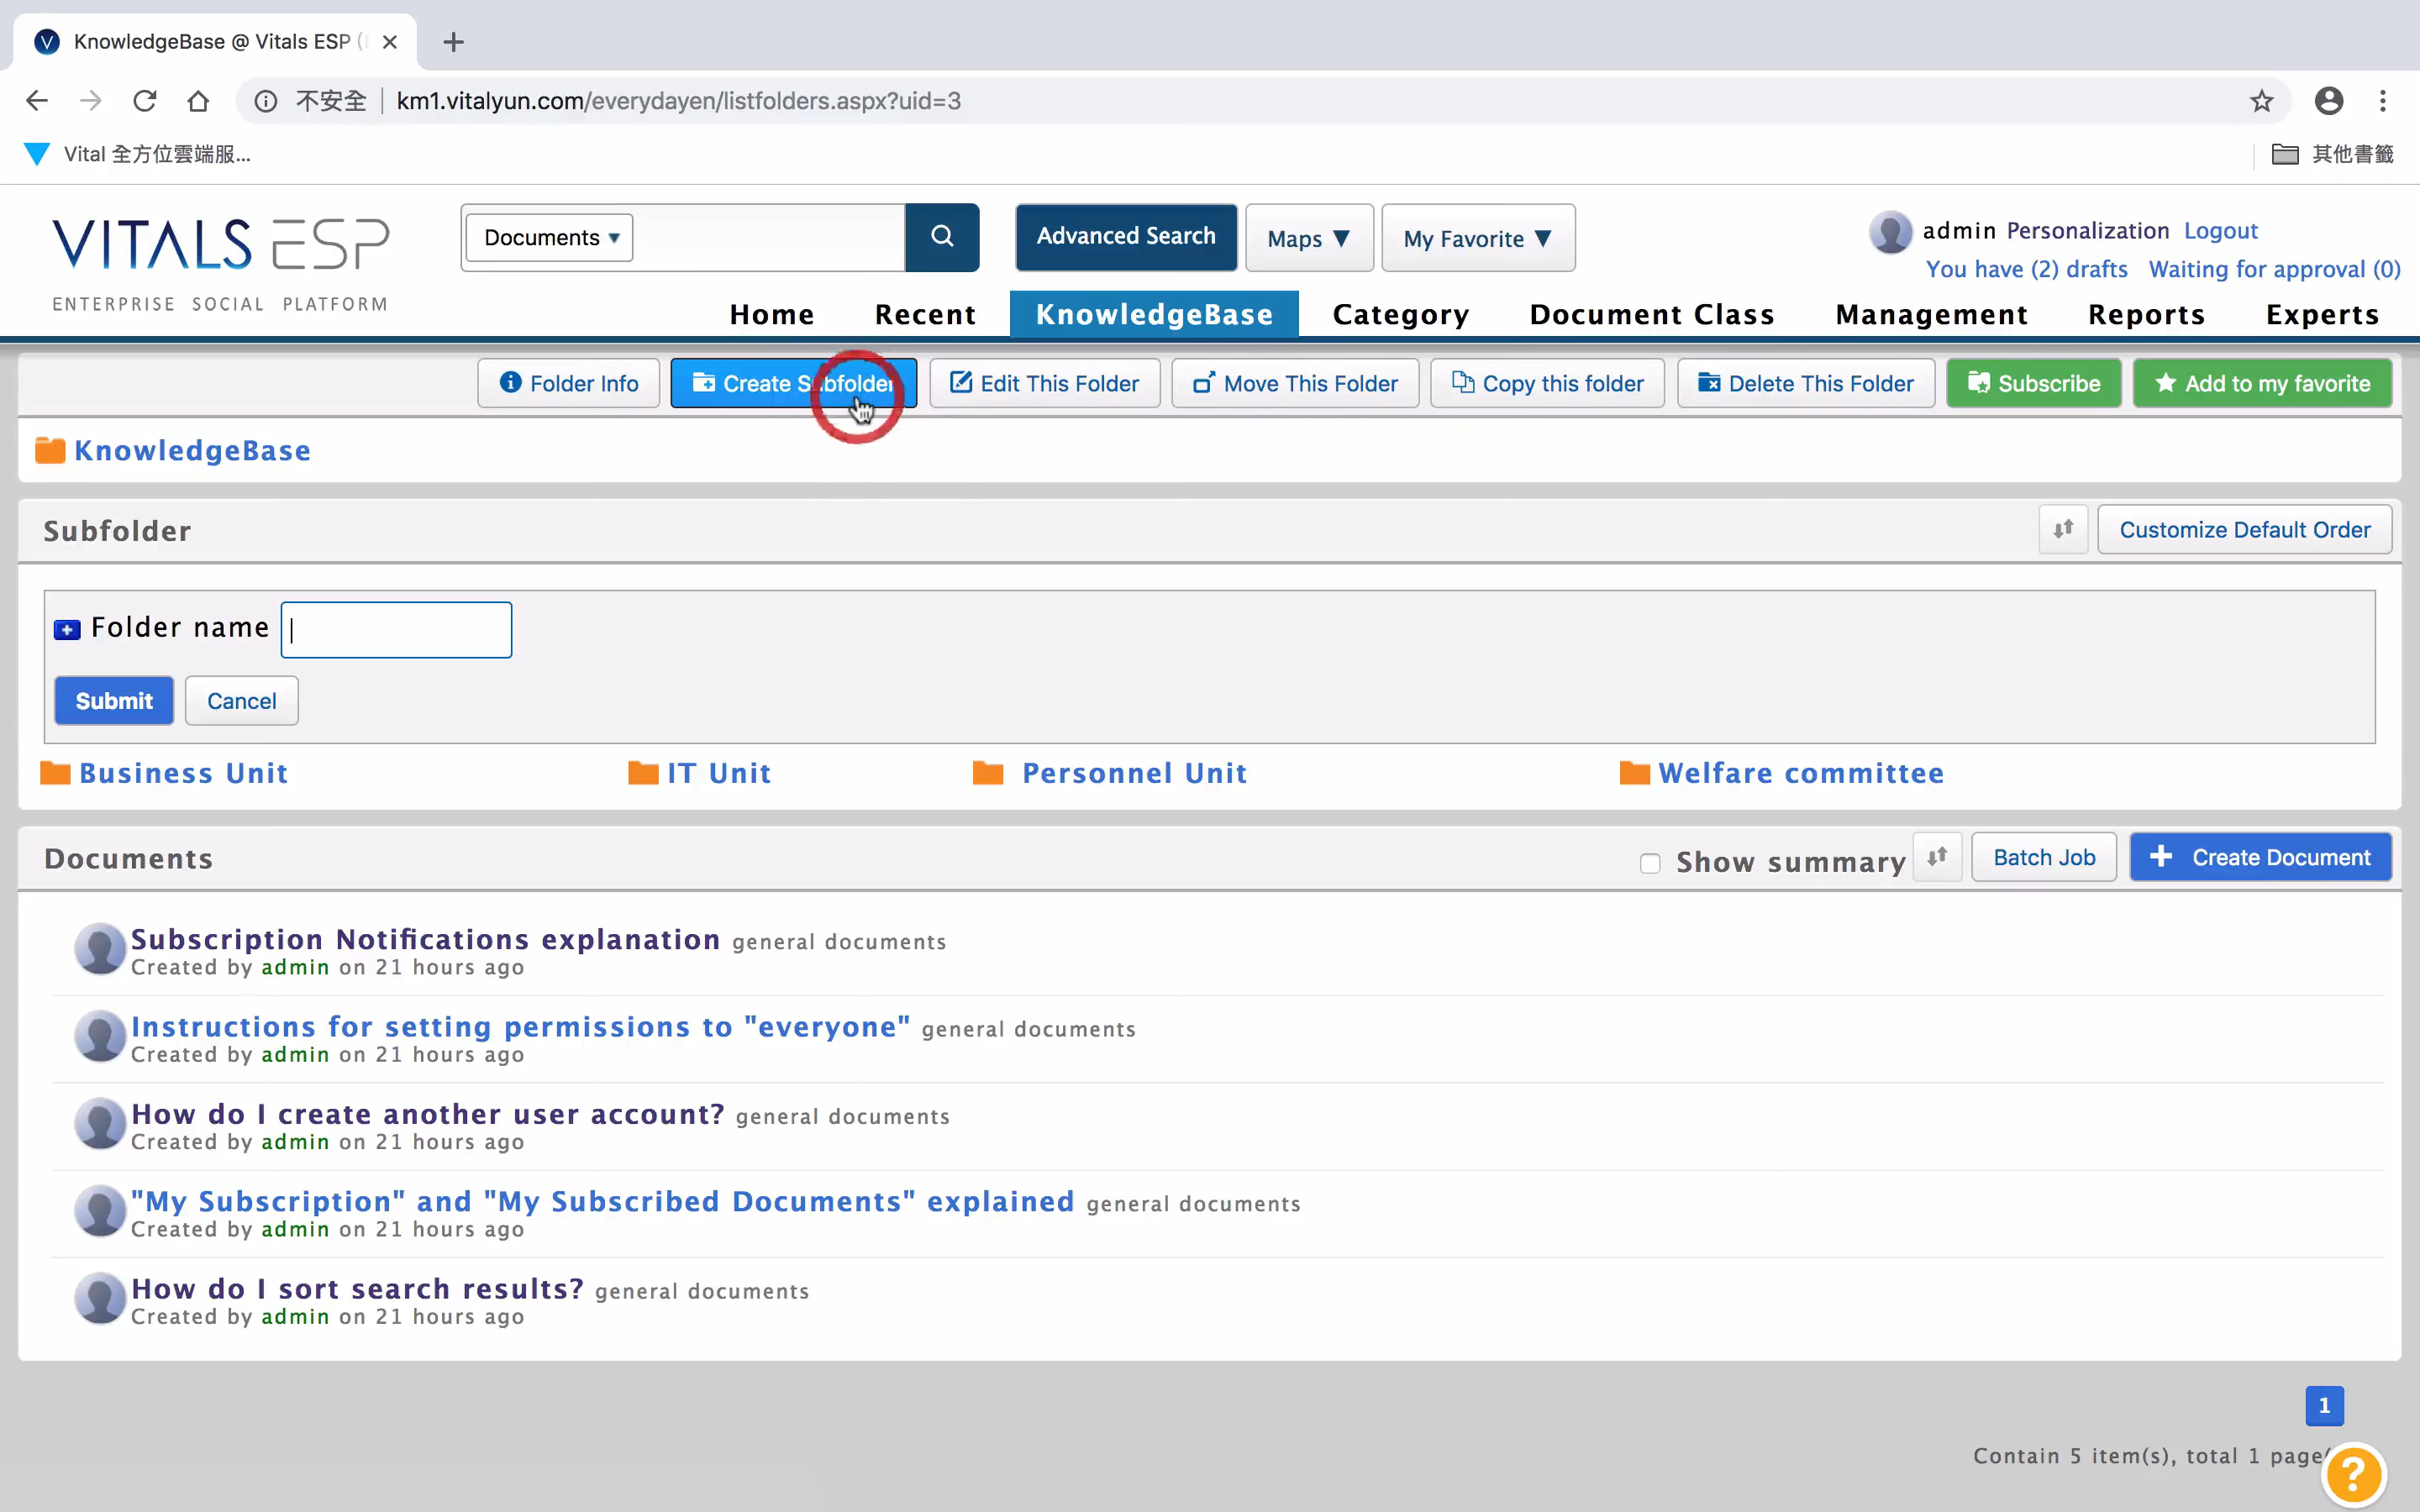 KnowledgeBase @ Vitals ESP (
不安全 km1.vitalyun.com/everydayen/listfolders.aspx?uid=3
Vital 全方位雲端服... 其他書籤
VITALS ESP
ENTERPRISE SOCIAL PLATFORM
Documents ▼ Advanced Search Maps ▼ My Favorite ▼
admin Personalization Logout
You have (2) drafts Waiting for approval (0)
Home Recent KnowledgeBase Category Document Class Management Reports Experts
Folder Info Create Subfolder Edit This Folder Move This Folder Copy this folder Delete This Folder Subscribe Add to my favorite
KnowledgeBase
Subfolder Customize Default Order
Folder name
Submit Cancel
Business Unit IT Unit Personnel Unit Welfare committee
Documents Show summary Batch Job Create Document
Subscription Notifications explanation general documents
Created by admin on 21 hours ago
Instructions for setting permissions to "everyone" general documents
Created by admin on 21 hours ago
How do I create another user account? general documents
Created by admin on 21 hours ago
"My Subscription" and "My Subscribed Documents" explained general documents
Created by admin on 21 hours ago
How do I sort search results? general documents
Created by admin on 21 hours ago
1
Contain 5 item(s), total 1 page(
?